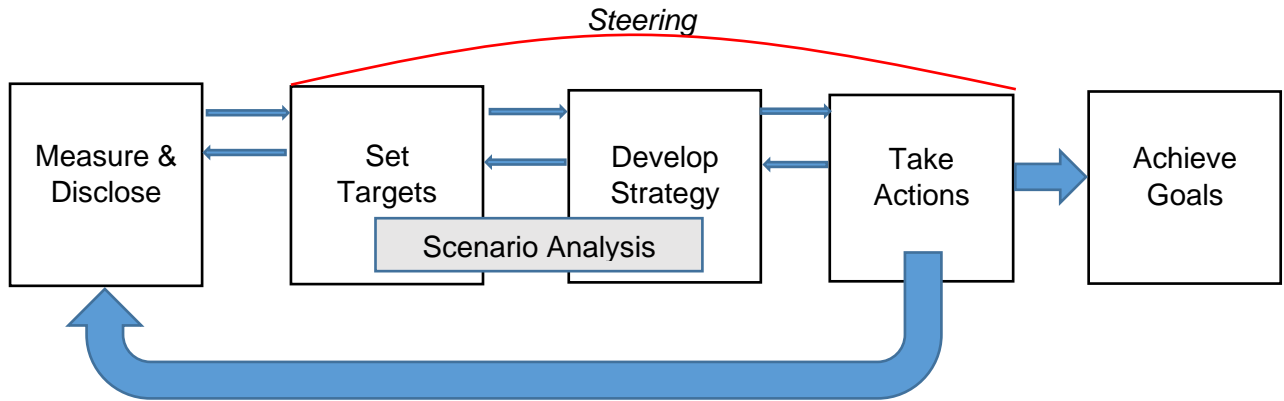 Steering
Measure &
Disclose
Set
Targets
Develop
Strategy
Take
Actions
Achieve
Goals
Scenario Analysis